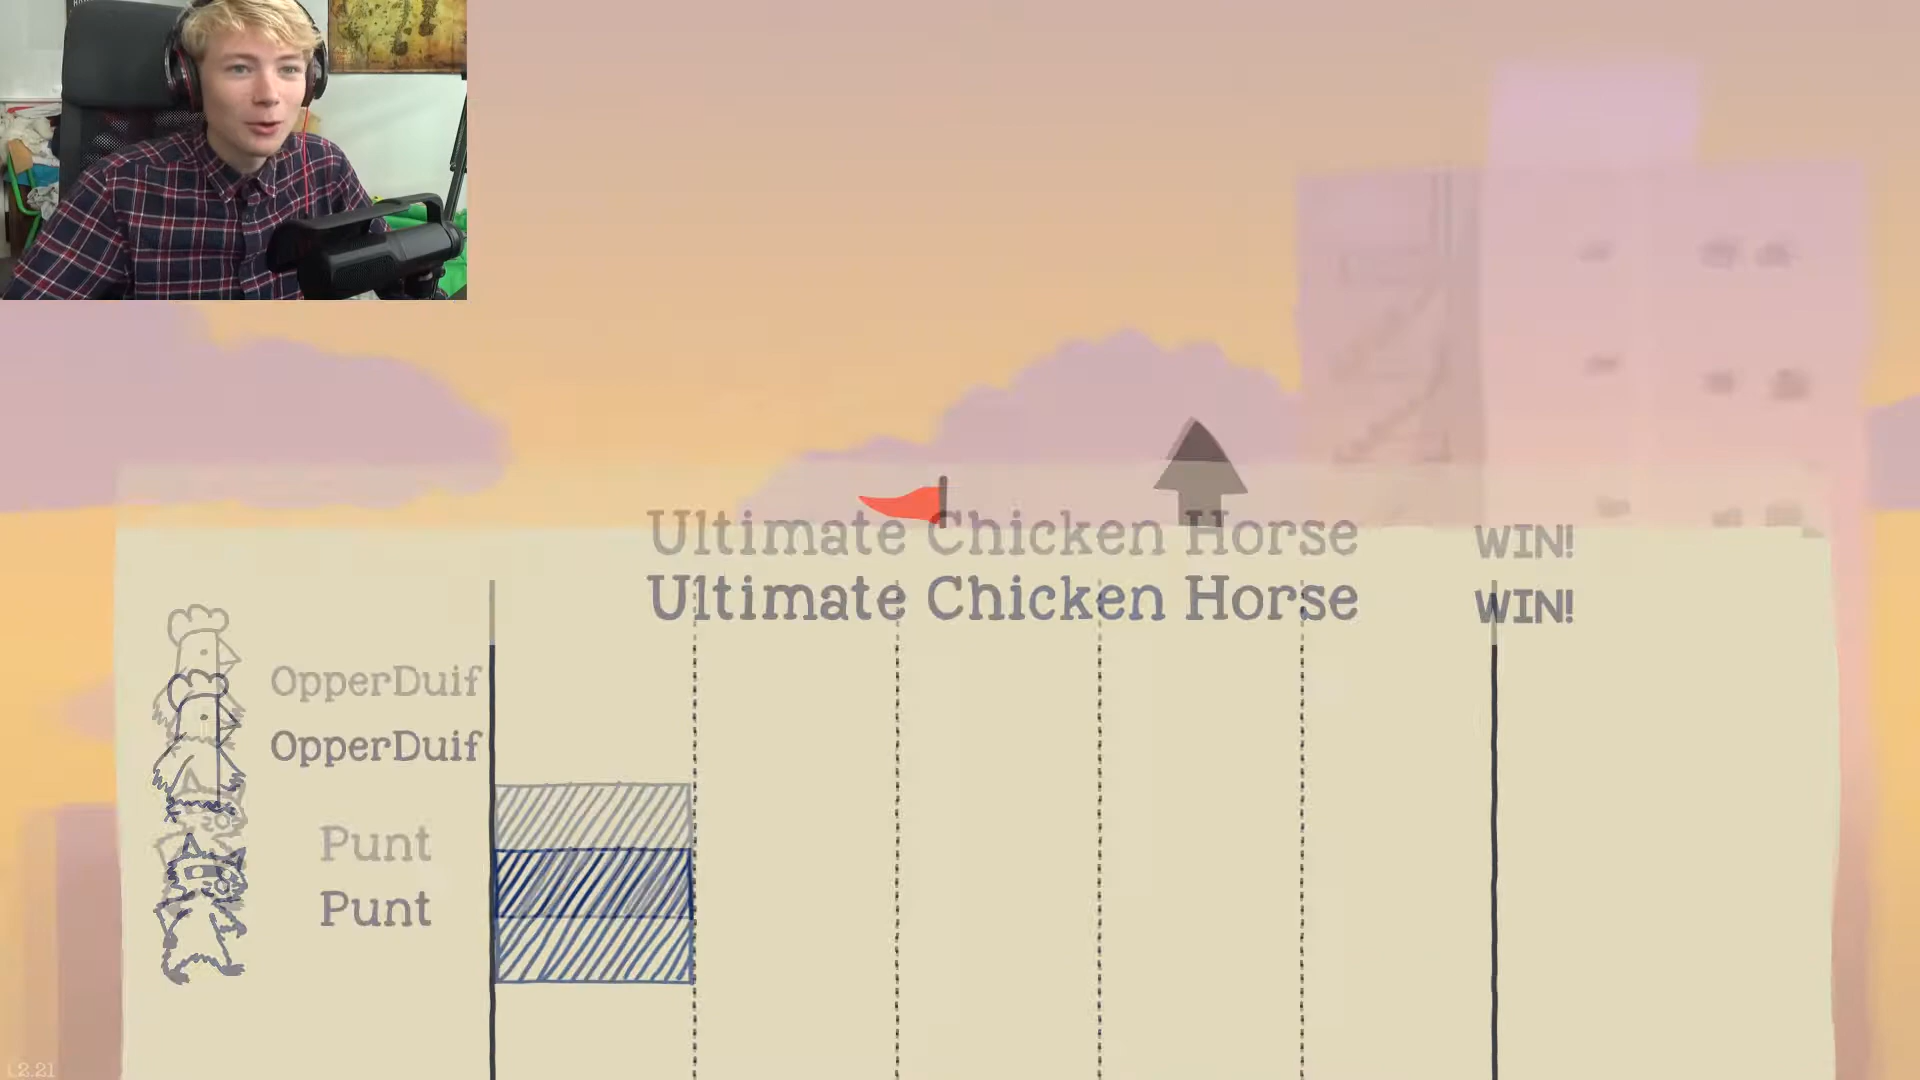 Ultimate Chicken Horse WIN!
Ultimate Chicken Horse WIN!
OpperDuif
OpperDuif
Punt
Punt